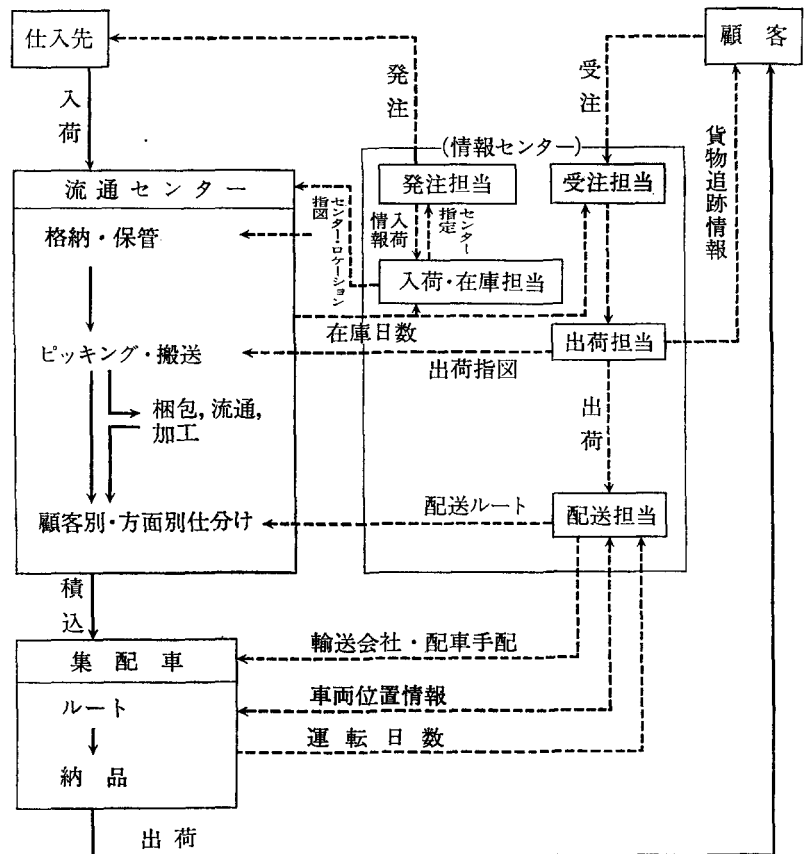 仕入先
顧客
発注
受注
入荷
貨物追跡情報
(情報センター)
流通センター
発注担当
受注担当
センター・ロケーション
指図
入荷
情報
センター
指定
格納・保管
入荷・在庫担当
在庫日数
出荷担当
ピッキング・搬送
出荷指図
梱包, 流通,
加工
出荷
配送ルート
配送担当
顧客別・方面別仕分け
積込
輸送会社・配車手配
集配車
車両位置情報
ルート
運転日数
納品
出荷